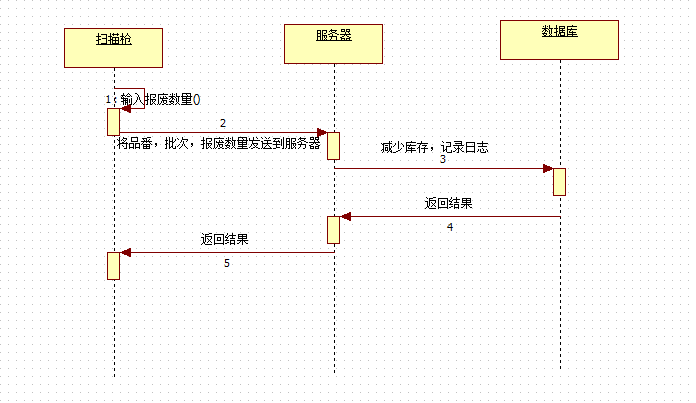 扫描枪
服务器
数据库
1 : 输入报废数量()
2
将品番，批次，报废数量发送到服务器
减少库存，记录日志
3
返回结果
4
返回结果
5